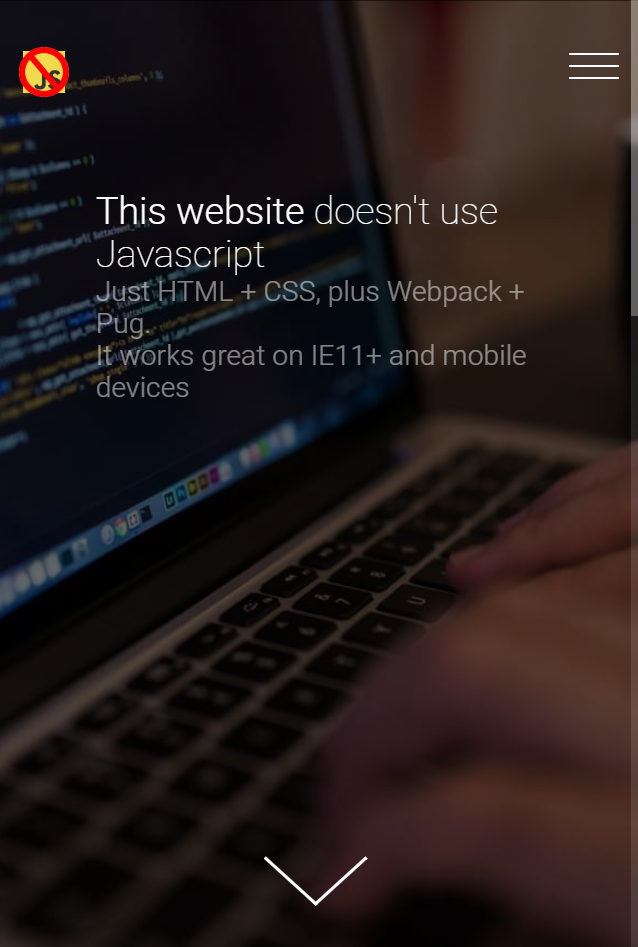 JS
This website doesn't use
Javascript
Just HTML + CSS, plus Webpack +
Pug.
It works great on IE11+ and mobile
devices